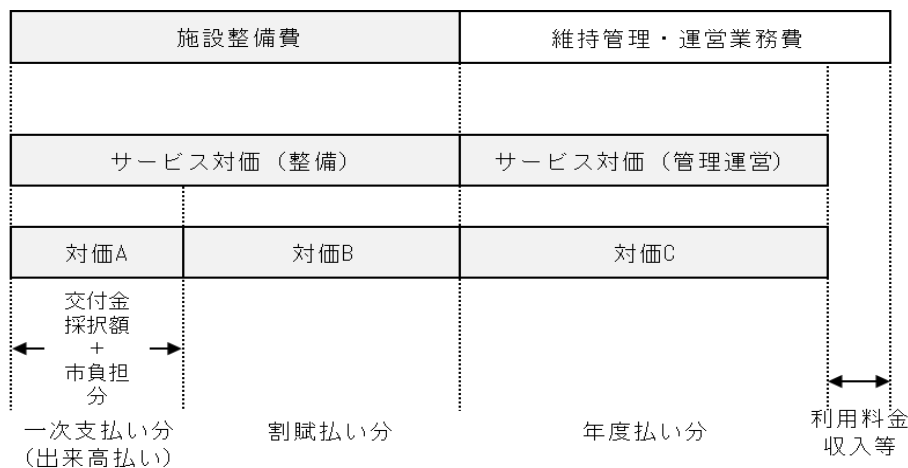 施設整備費
維持管理・運営業務費
サービス対価（整備）
サービス対価（管理運営）
対価A
対価B
対価C
交付金
採択額
+
市負担
分
一次支払い分
(出来高払い)
割賦払い分
年度払い分
利用料金
収入等